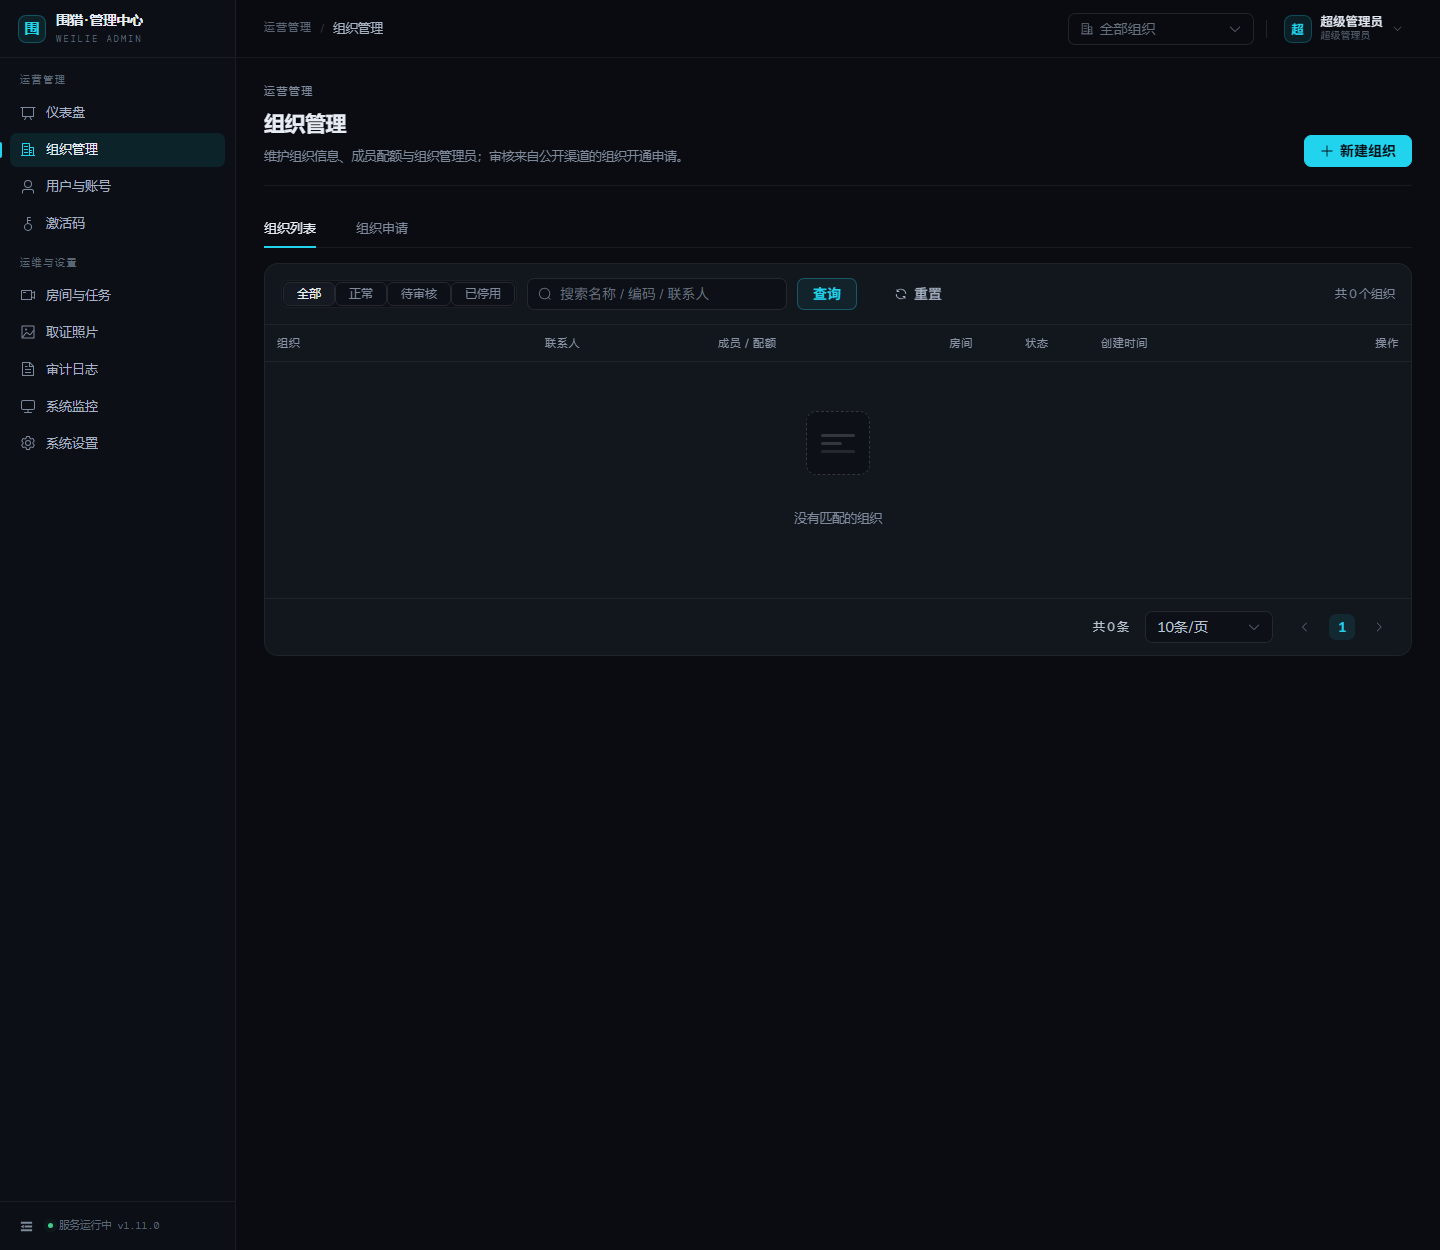 围 围猎·管理中心
WEILIE ADMIN
运营管理
仪表盘
组织管理
用户与账号
激活码
运维与设置
房间与任务
取证照片
审计日志
系统监控
系统设置
服务运行中 v1.11.0
运营管理 / 组织管理
全部组织
超 超级管理员
超级管理员
运营管理
组织管理
维护组织信息、成员配额与组织管理员；审核来自公开渠道的组织开通申请。
新建组织
组织列表 组织申请
全部 正常 待审核 已停用 搜索名称 / 编码 / 联系人 查询 重置 共 0 个组织
组织 联系人 成员 / 配额 房间 状态 创建时间 操作
没有匹配的组织
共 0 条 10条/页 1